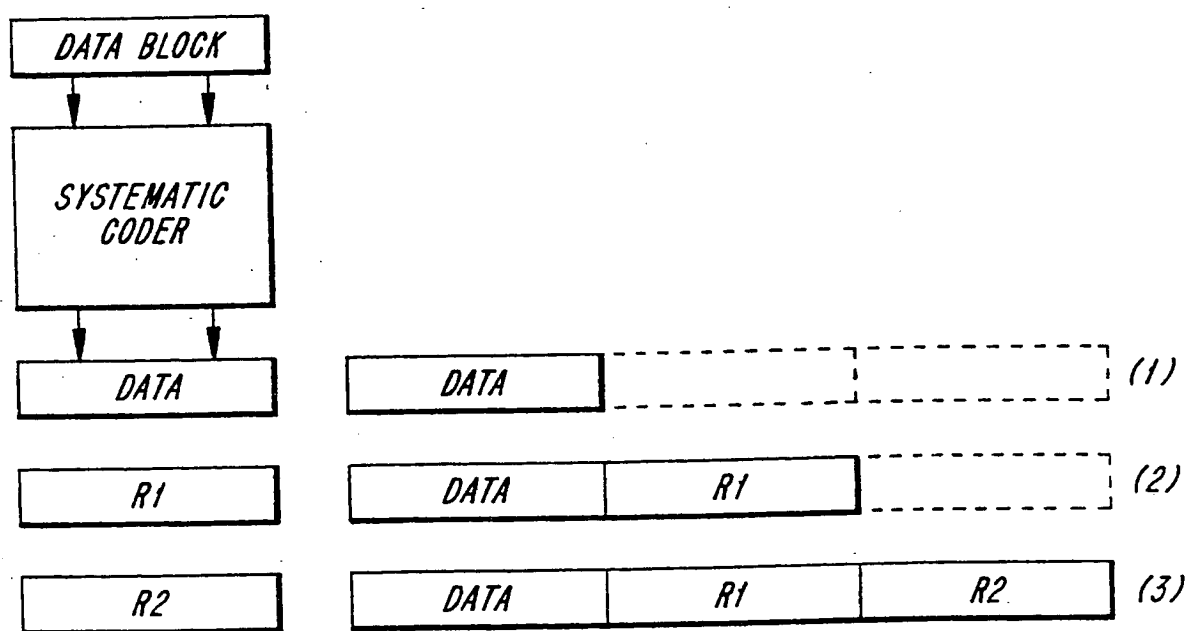 DATA BLOCK
SYSTEMATIC
CODER
DATA DATA (1)
R1 DATA R1 (2)
R2 DATA R1 R2 (3)